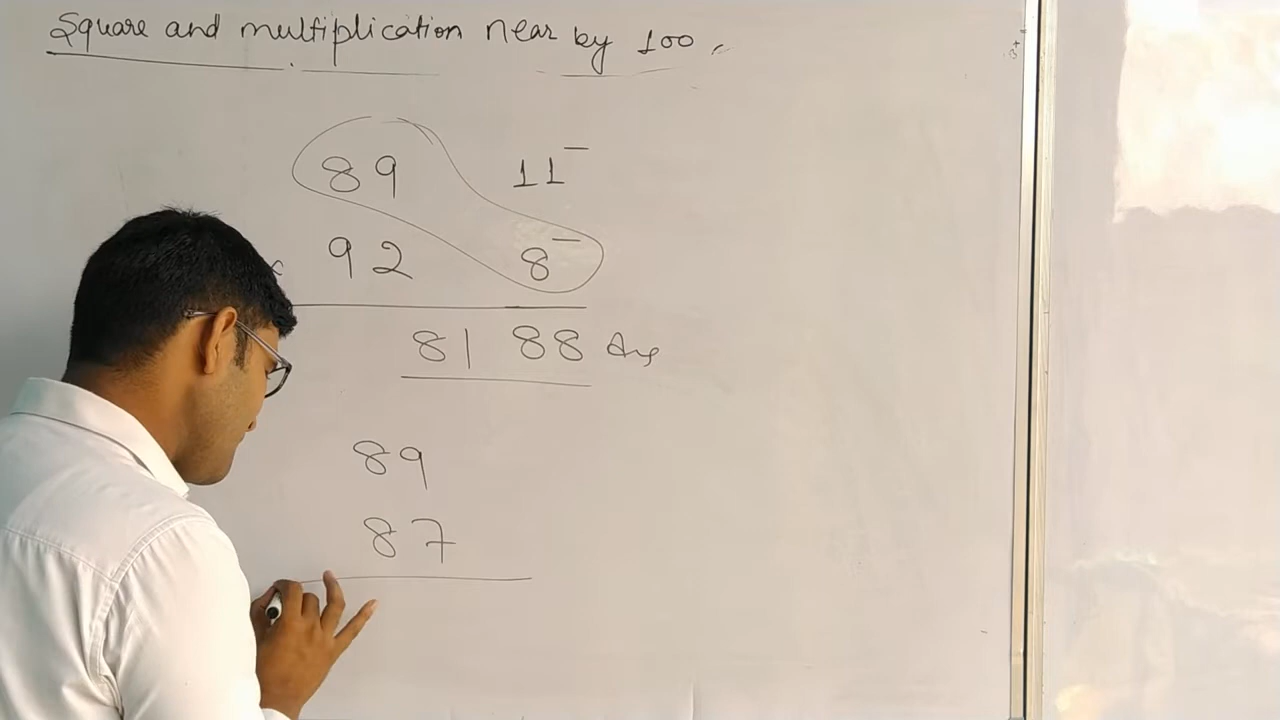 Square and multiplication near by 100.
89 11⁻
× 92 8⁻
81 88 Ans
89
87